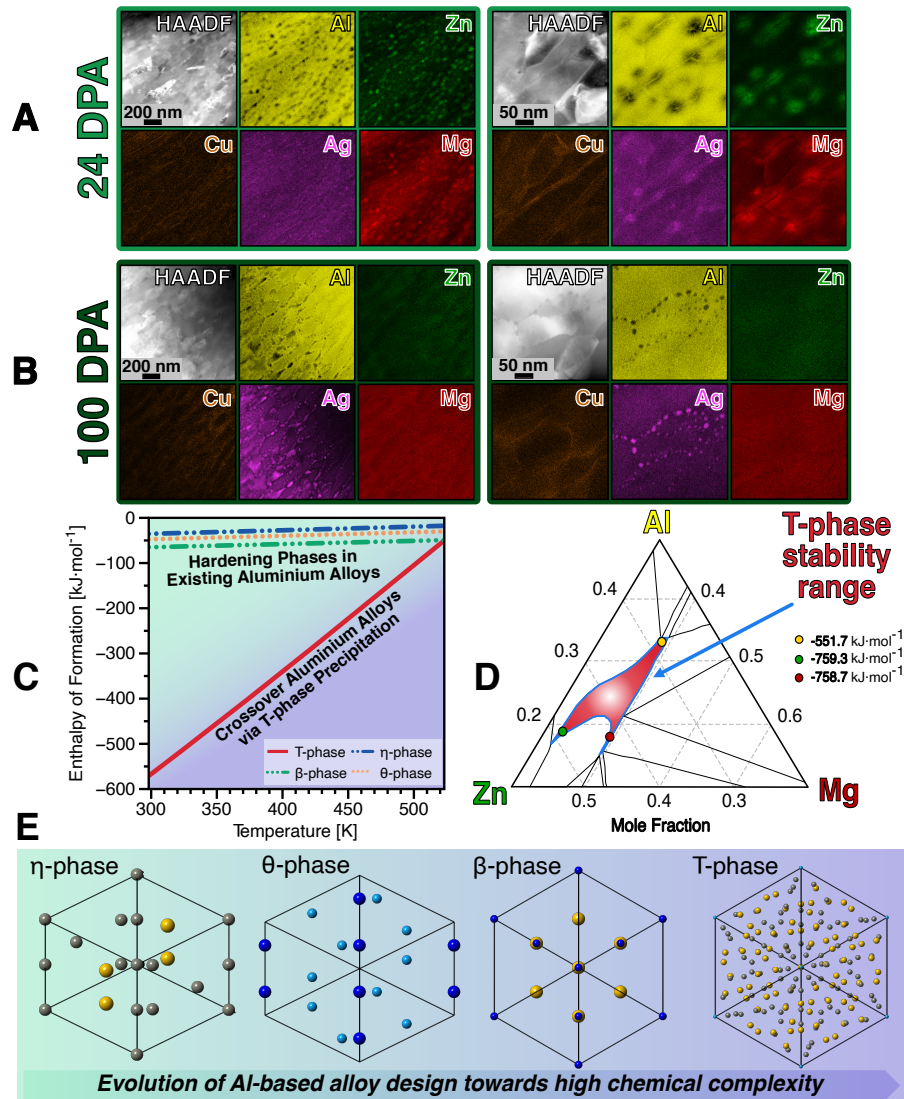 A
24 DPA
HAADF
Al
Zn
200 nm
Cu
Ag
Mg
HAADF
Al
Zn
50 nm
Cu
Ag
Mg
B
100 DPA
HAADF
Al
Zn
200 nm
Cu
Ag
Mg
HAADF
Al
Zn
50 nm
Cu
Ag
Mg
C
Enthalpy of Formation [kJ·mol⁻¹]
0
−100
−200
−300
−400
−500
−600
Hardening Phases in
Existing Aluminium Alloys
Crossover Aluminium Alloys
via T-phase Precipitation
T-phase
η-phase
β-phase
θ-phase
300
350
400
450
500
Temperature [K]
D
Al
T-phase
stability
range
0.4
0.4
0.3
0.5
0.2
0.6
-551.7 kJ·mol⁻¹
-759.3 kJ·mol⁻¹
-758.7 kJ·mol⁻¹
Zn
Mg
0.5
0.4
0.3
Mole Fraction
E
η-phase
θ-phase
β-phase
T-phase
Evolution of Al-based alloy design towards high chemical complexity